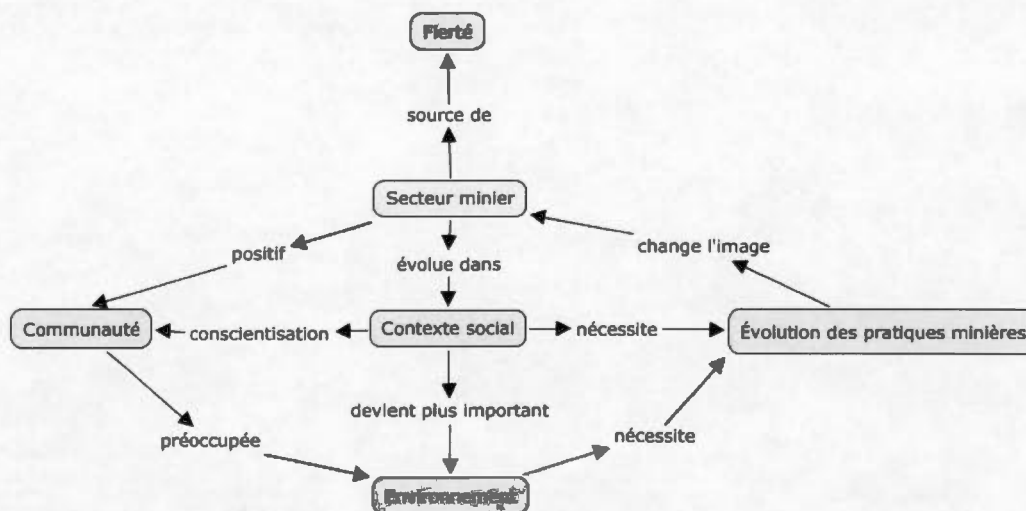 Fierté
source de
Secteur minier
positif
change l'image
évolue dans
Communauté
conscientisation
Contexte social
nécessite
Évolution des pratiques minières
devient plus important
préoccupée
nécessite
Environnement